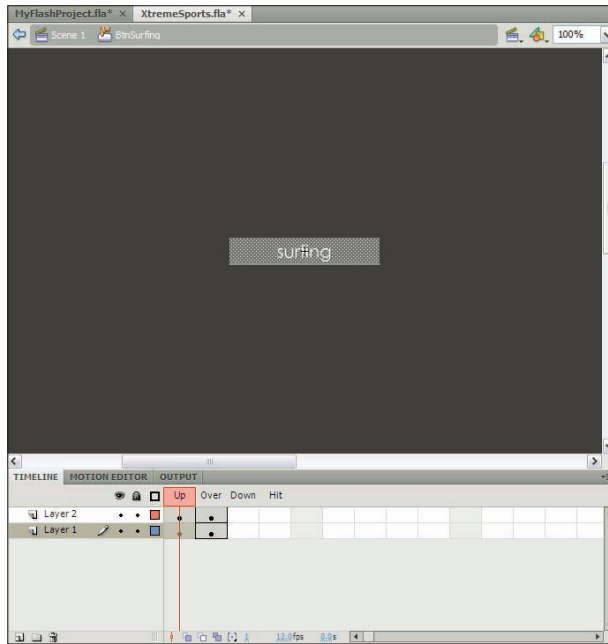 MyFlashProject.fla* × XtremeSports.fla* ×
Scene 1 BtnSurfing 100%
surfing
TIMELINE MOTION EDITOR OUTPUT
Up Over Down Hit
Layer 2
Layer 1
1 12.0fps 0.0s